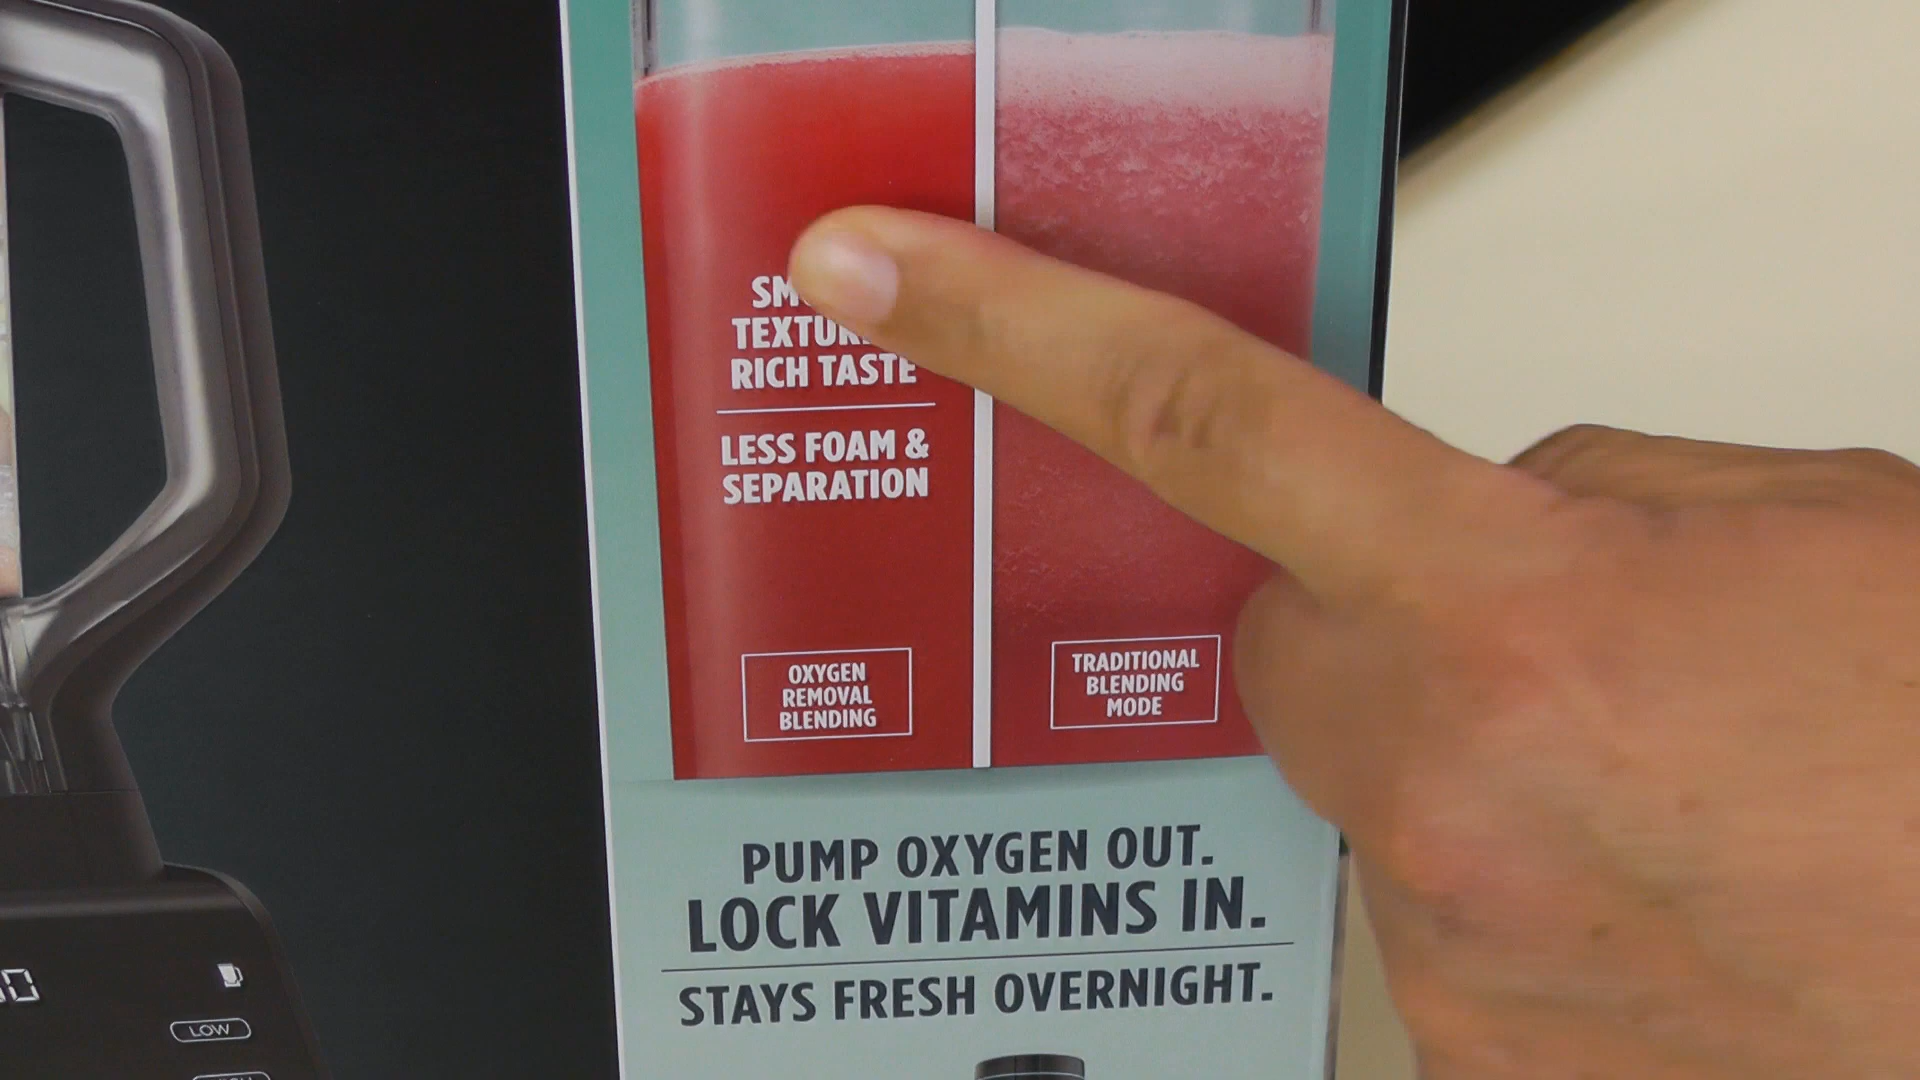 TEXTURE
RICH TASTE
LESS FOAM &
SEPARATION
OXYGEN
REMOVAL
BLENDING
TRADITIONAL
BLENDING
MODE
PUMP OXYGEN OUT.
LOCK VITAMINS IN.
STAYS FRESH OVERNIGHT.
LOW